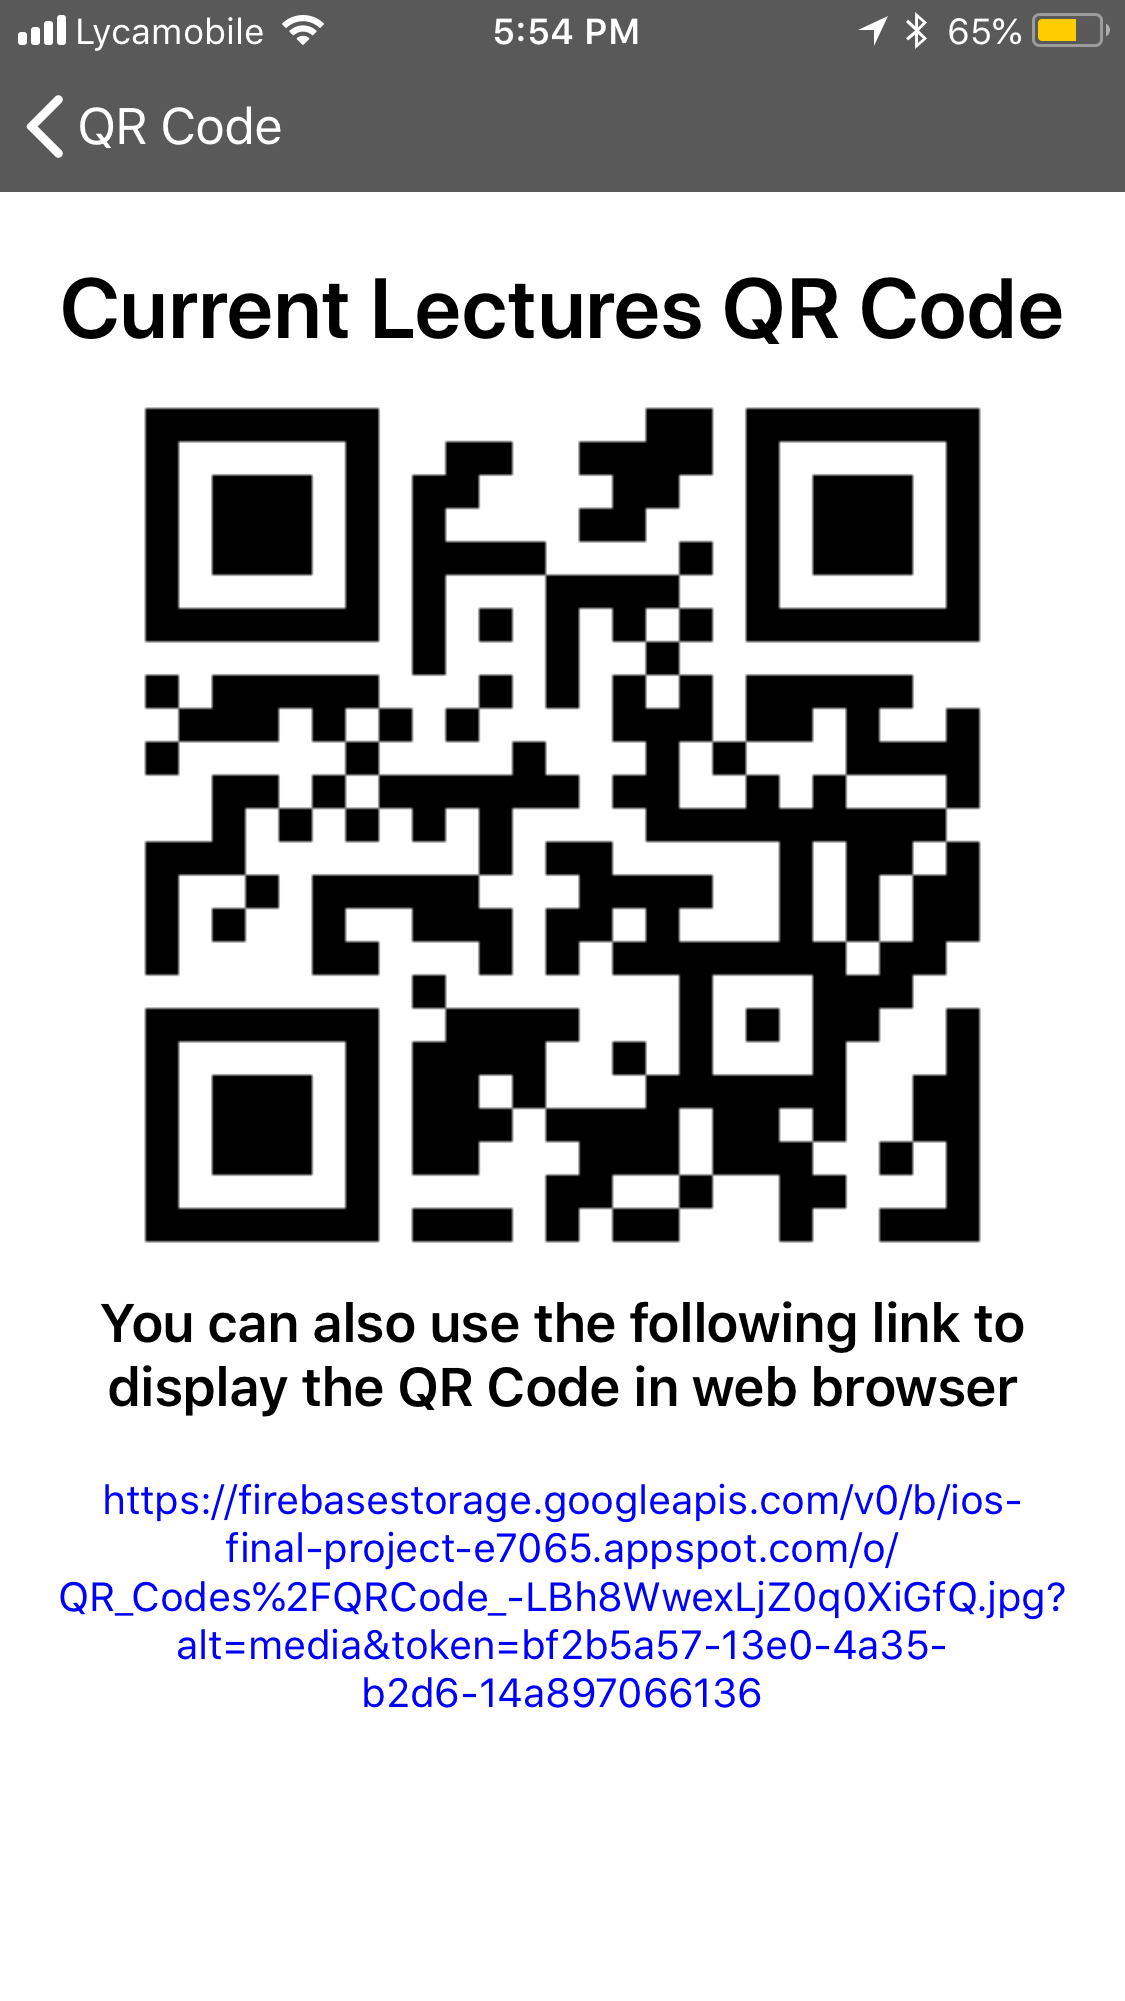 Lycamobile 5:54 PM 65%
QR Code
Current Lectures QR Code
You can also use the following link to
display the QR Code in web browser
https://firebasestorage.googleapis.com/v0/b/ios-
final-project-e7065.appspot.com/o/
QR_Codes%2FQRCode_-LBh8WwexLjZ0q0XiGfQ.jpg?
alt=media&token=bf2b5a57-13e0-4a35-
b2d6-14a897066136